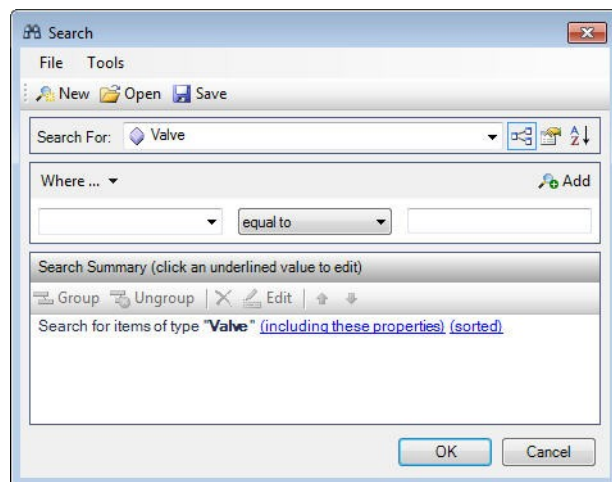 Search
File Tools
New Open Save
Search For: Valve
Where ... Add
equal to
Search Summary (click an underlined value to edit)
Group Ungroup Edit
Search for items of type "Valve" (including these properties) (sorted)
OK Cancel